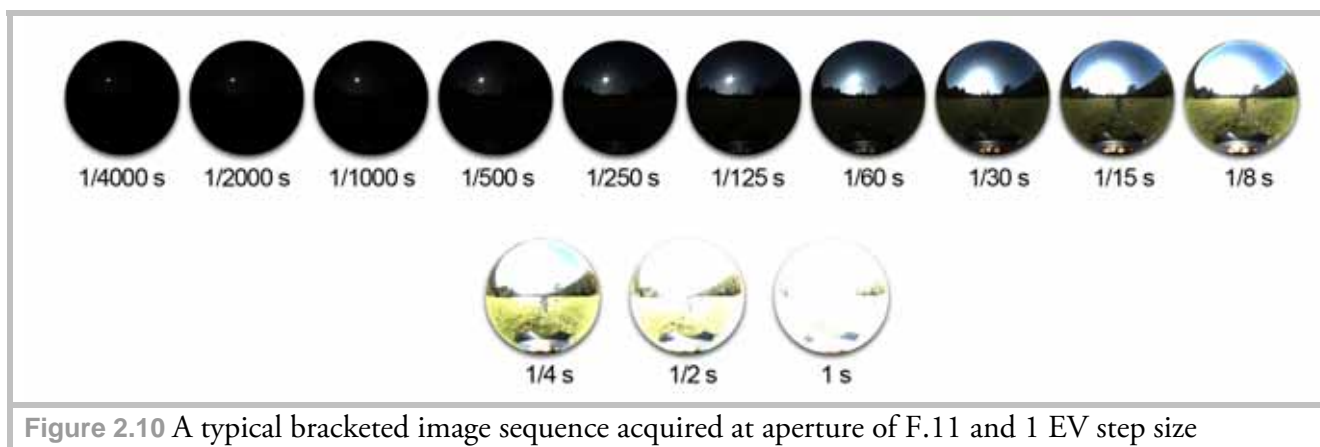 1/4000 s 1/2000 s 1/1000 s 1/500 s 1/250 s 1/125 s 1/60 s 1/30 s 1/15 s 1/8 s
1/4 s 1/2 s 1 s
Figure 2.10 A typical bracketed image sequence acquired at aperture of F.11 and 1 EV step size